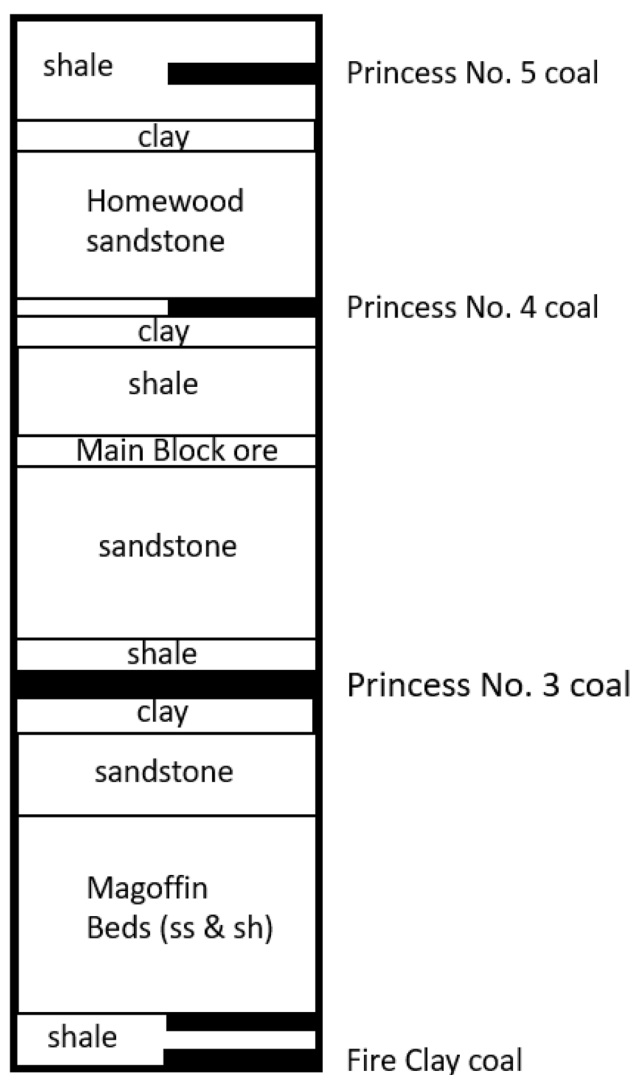 shale
Princess No. 5 coal
clay
Homewood
sandstone
Princess No. 4 coal
clay
shale
Main Block ore
sandstone
shale
Princess No. 3 coal
clay
sandstone
Magoffin
Beds (ss & sh)
shale
Fire Clay coal